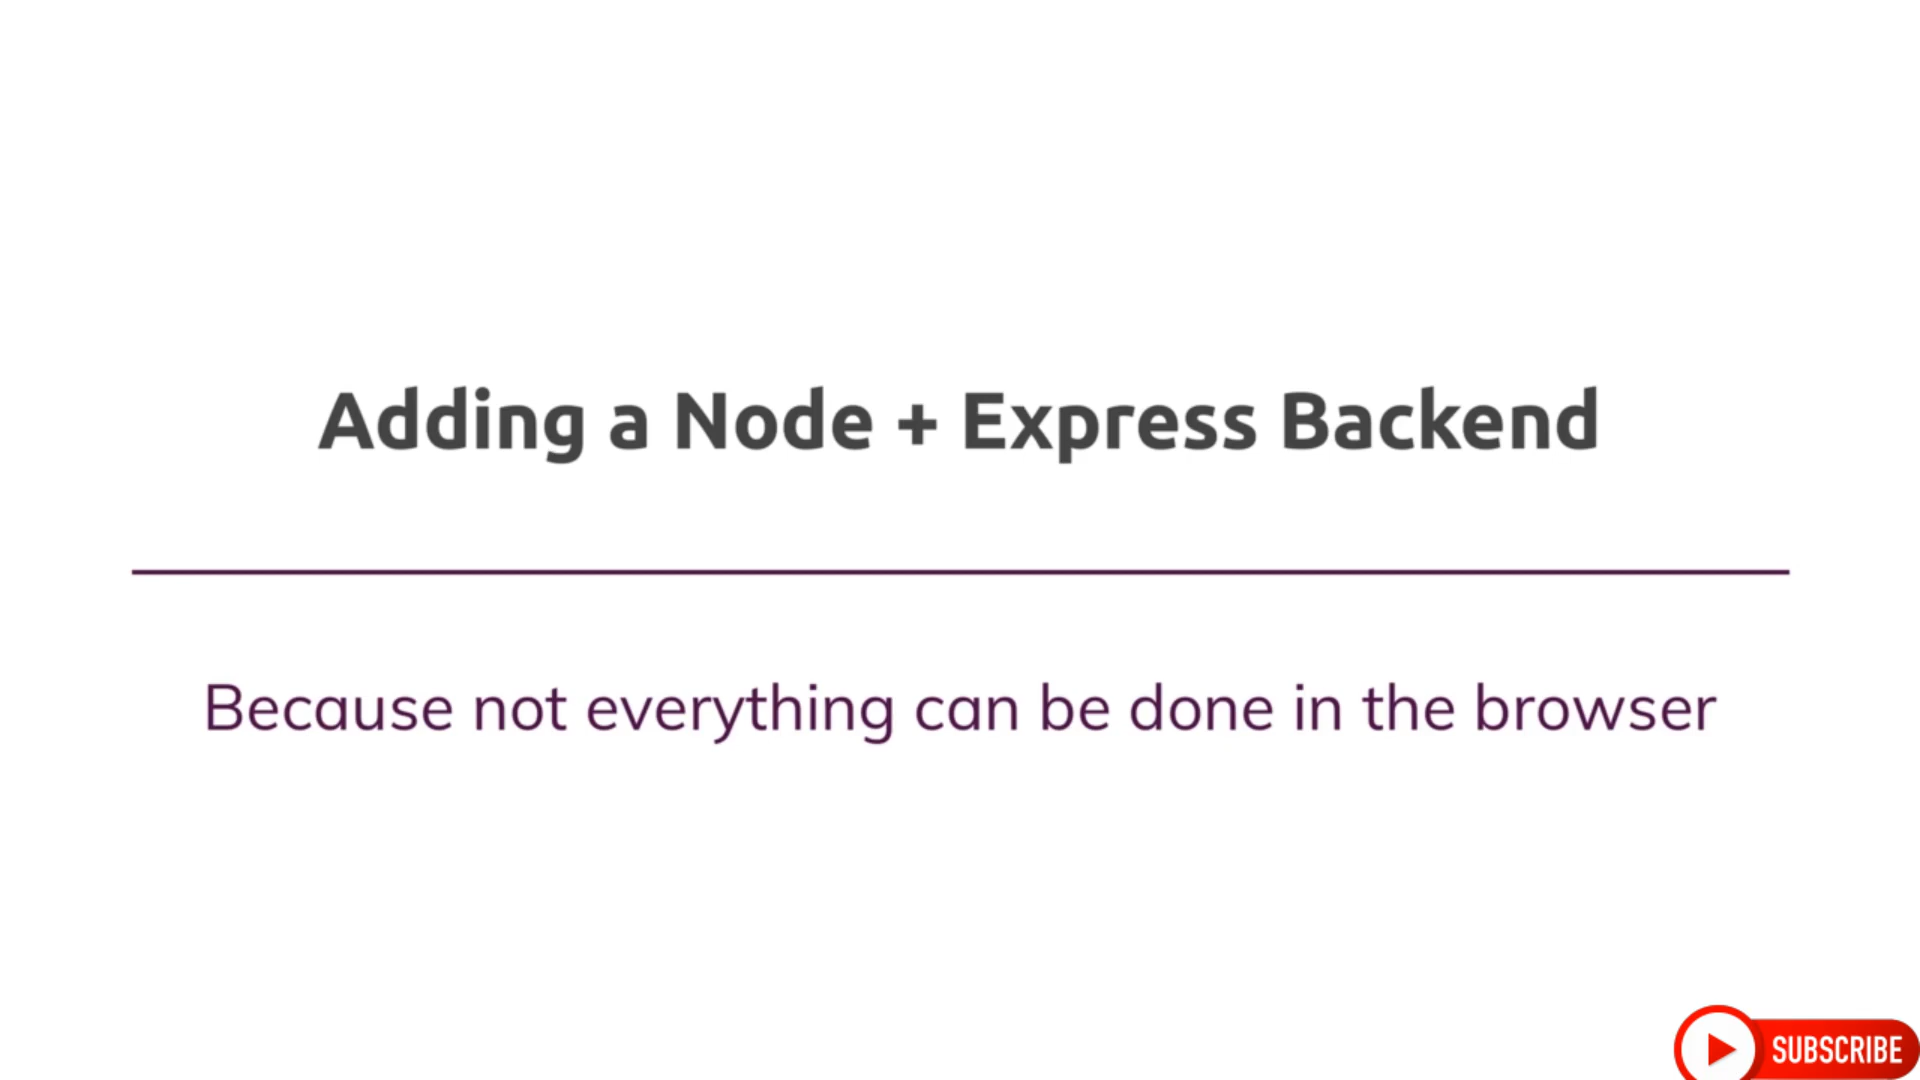 Adding a Node + Express Backend
Because not everything can be done in the browser
SUBSCRIBE